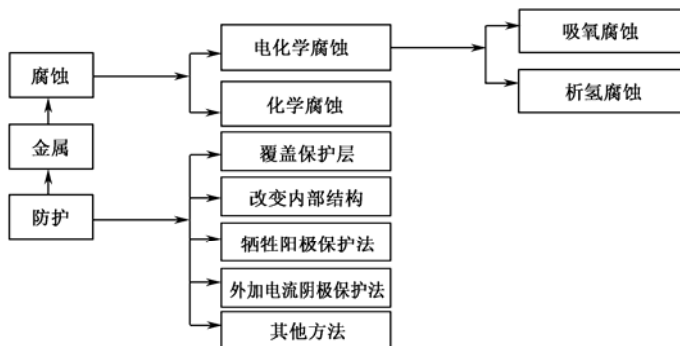 电化学腐蚀
吸氧腐蚀
腐蚀
析氢腐蚀
化学腐蚀
金属
覆盖保护层
防护
改变内部结构
牺牲阳极保护法
外加电流阴极保护法
其他方法